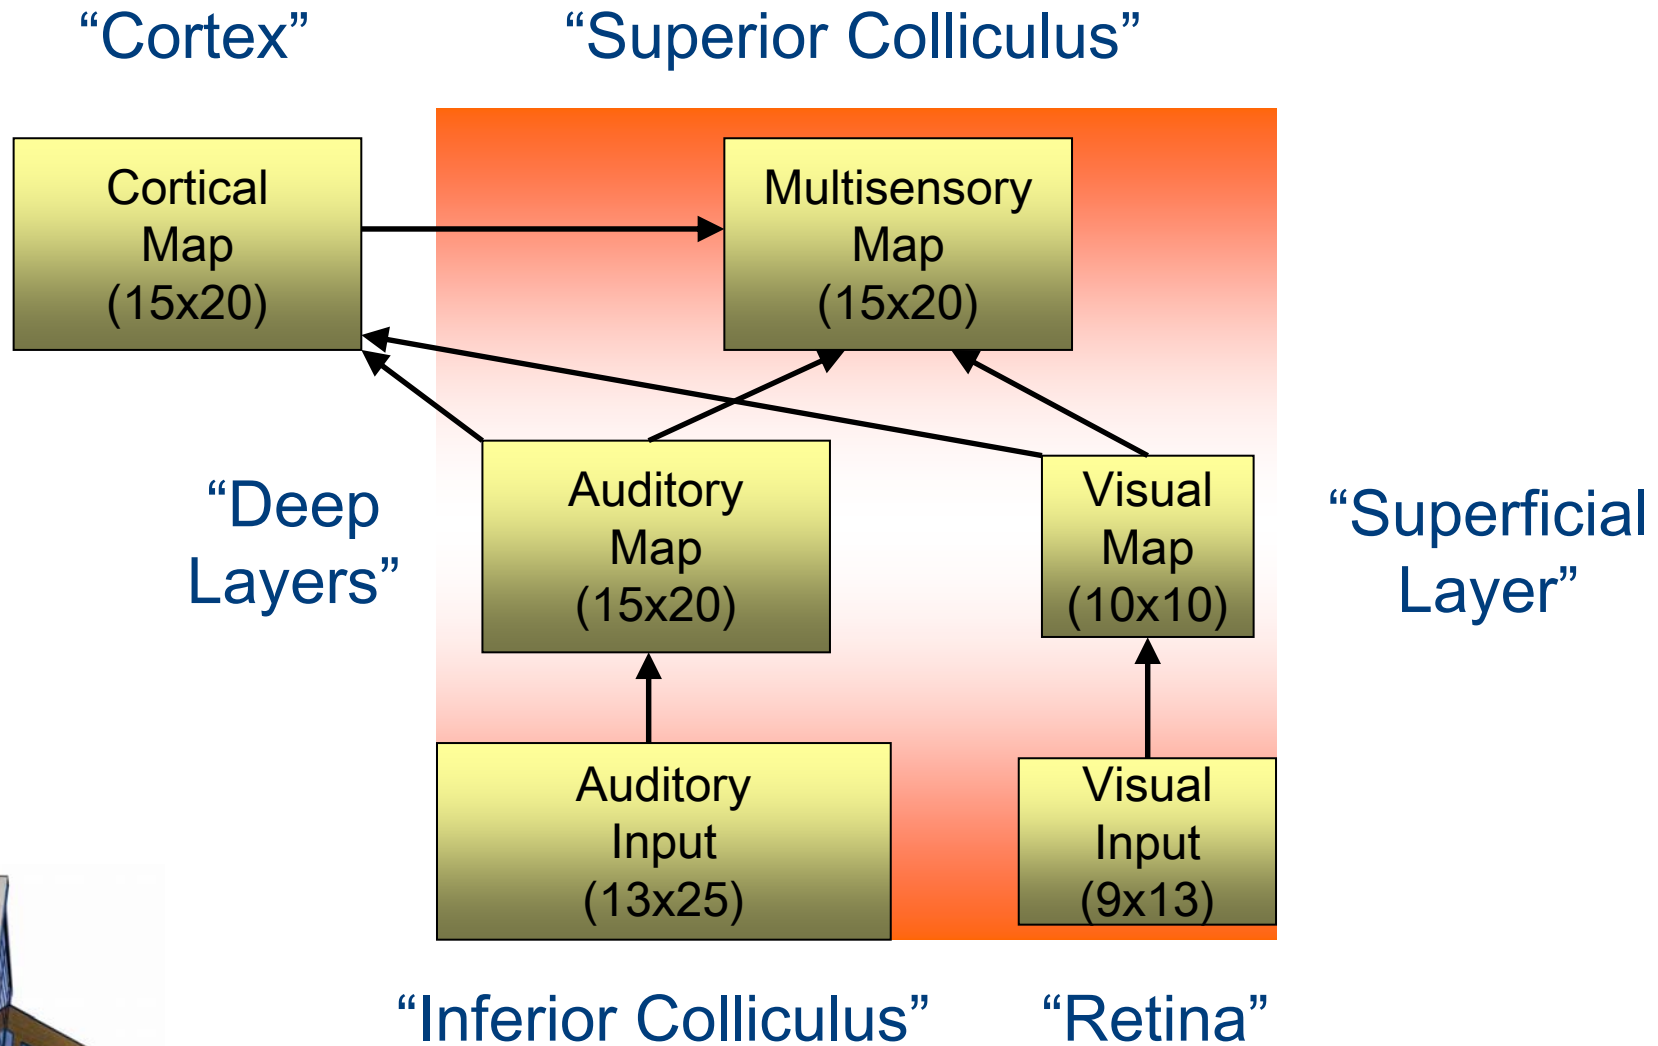 “Cortex”
“Superior Colliculus”
Cortical
Map
(15x20)
Multisensory
Map
(15x20)
“Deep
Layers”
Auditory
Map
(15x20)
Visual
Map
(10x10)
“Superficial
Layer”
Auditory
Input
(13x25)
Visual
Input
(9x13)
“Inferior Colliculus”
“Retina”